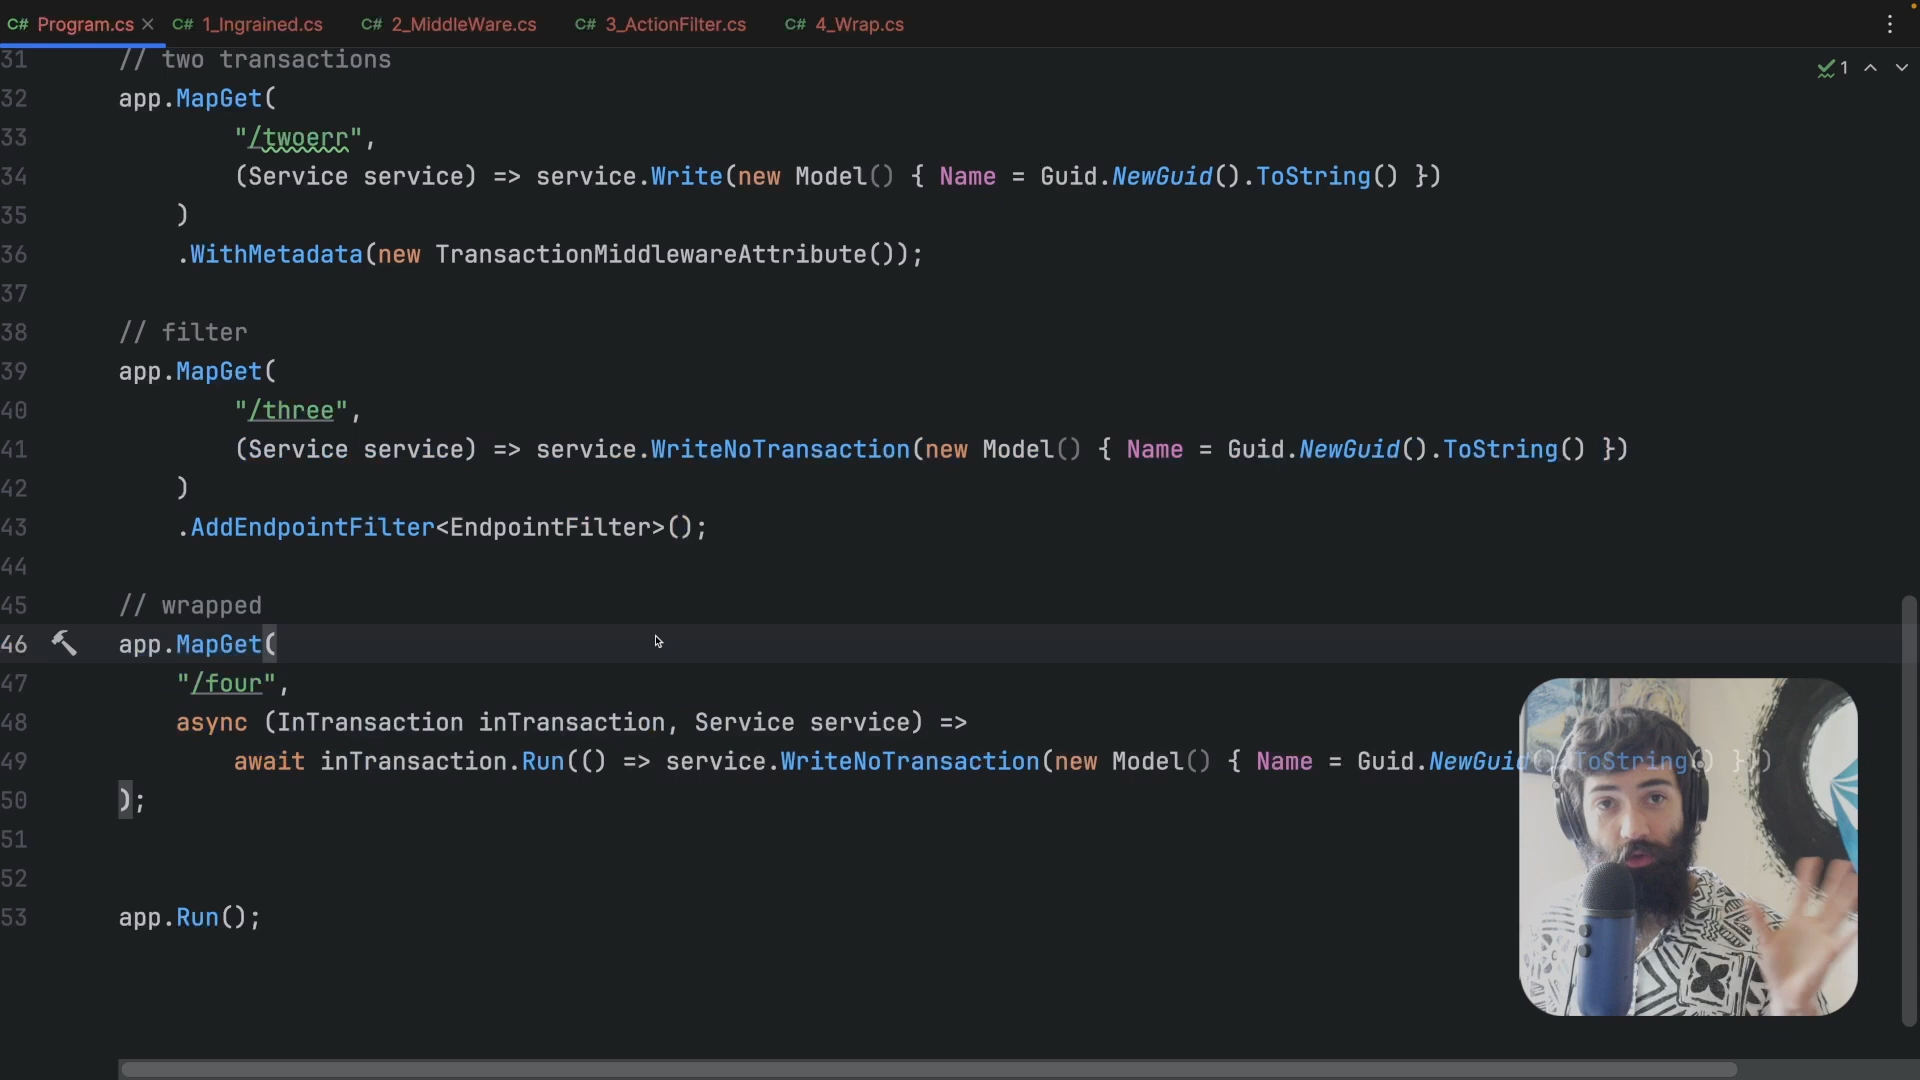 C# Program.cs × C# 1_Ingrained.cs C# 2_MiddleWare.cs C# 3_ActionFilter.cs C# 4_Wrap.cs
1
31 // two transactions
32 app.MapGet(
33 "/twoerr",
34 (Service service) => service.Write(new Model() { Name = Guid.NewGuid().ToString() })
35 )
36 .WithMetadata(new TransactionMiddlewareAttribute());
37
38 // filter
39 app.MapGet(
40 "/three",
41 (Service service) => service.WriteNoTransaction(new Model() { Name = Guid.NewGuid().ToString() })
42 )
43 .AddEndpointFilter<EndpointFilter>();
44
45 // wrapped
46 app.MapGet(
47 "/four",
48 async (InTransaction inTransaction, Service service) =>
49 await inTransaction.Run(() => service.WriteNoTransaction(new Model() { Name = Guid.NewGuid().ToString() }))
50 );
51
52
53 app.Run();